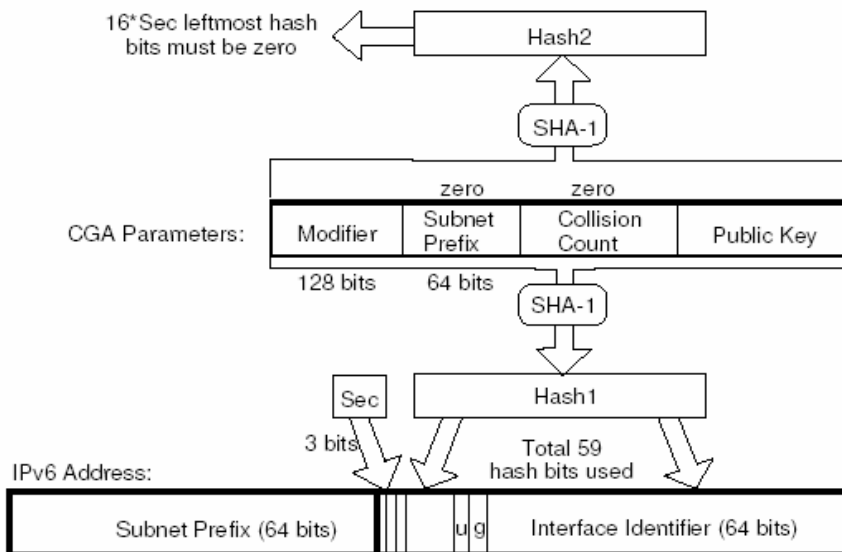 16*Sec leftmost hash
bits must be zero
Hash2
SHA-1
zero
zero
CGA Parameters:
Modifier
Subnet
Prefix
Collision
Count
Public Key
128 bits
64 bits
SHA-1
Sec
Hash1
3 bits
Total 59
hash bits used
IPv6 Address:
Subnet Prefix (64 bits)
u
g
Interface Identifier (64 bits)